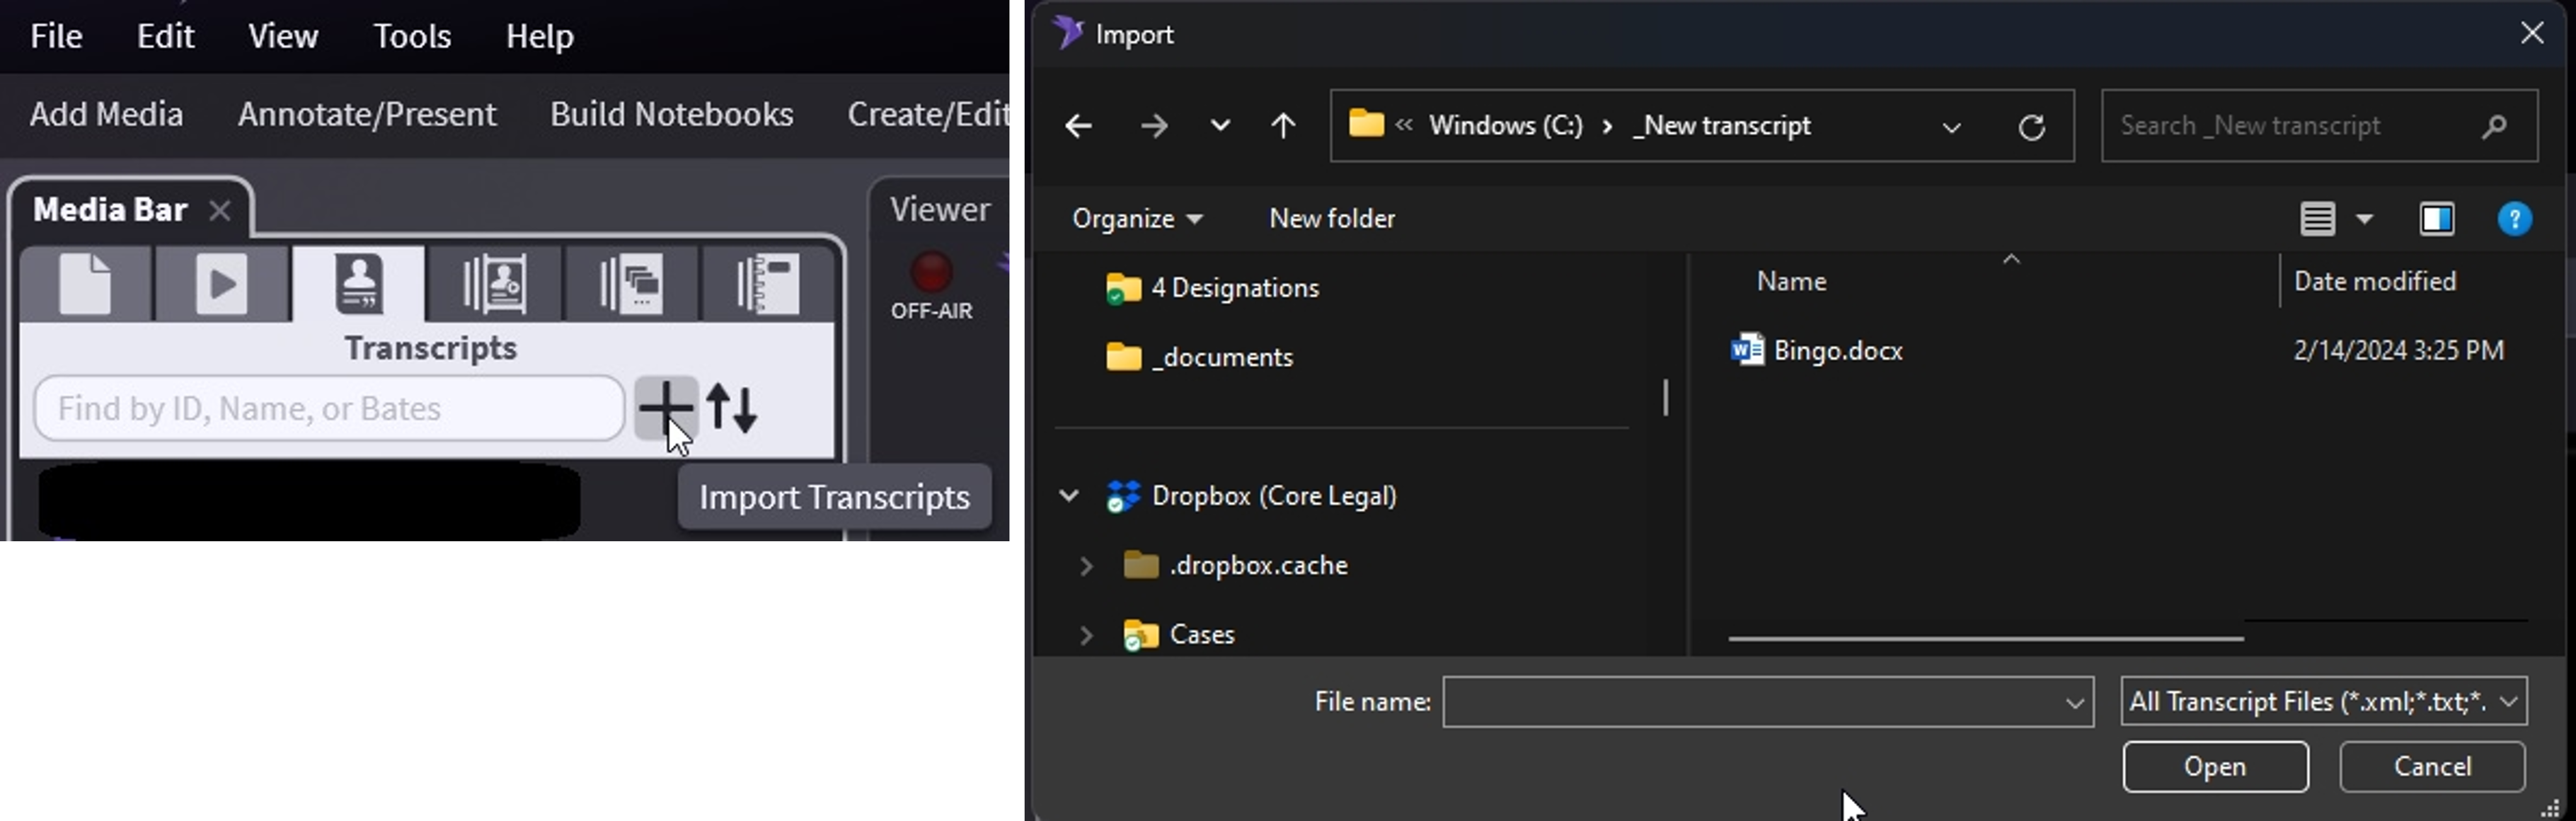 File Edit View Tools Help
Add Media Annotate/Present Build Notebooks Create/Edit
Media Bar
Viewer
OFF-AIR
Transcripts
Find by ID, Name, or Bates
Import Transcripts
Import
« Windows (C:) › _New transcript
Search _New transcript
Organize New folder
Name Date modified
4 Designations
_documents
Bingo.docx 2/14/2024 3:25 PM
Dropbox (Core Legal)
.dropbox.cache
Cases
File name:
All Transcript Files (*.xml;*.txt;*.
Open Cancel